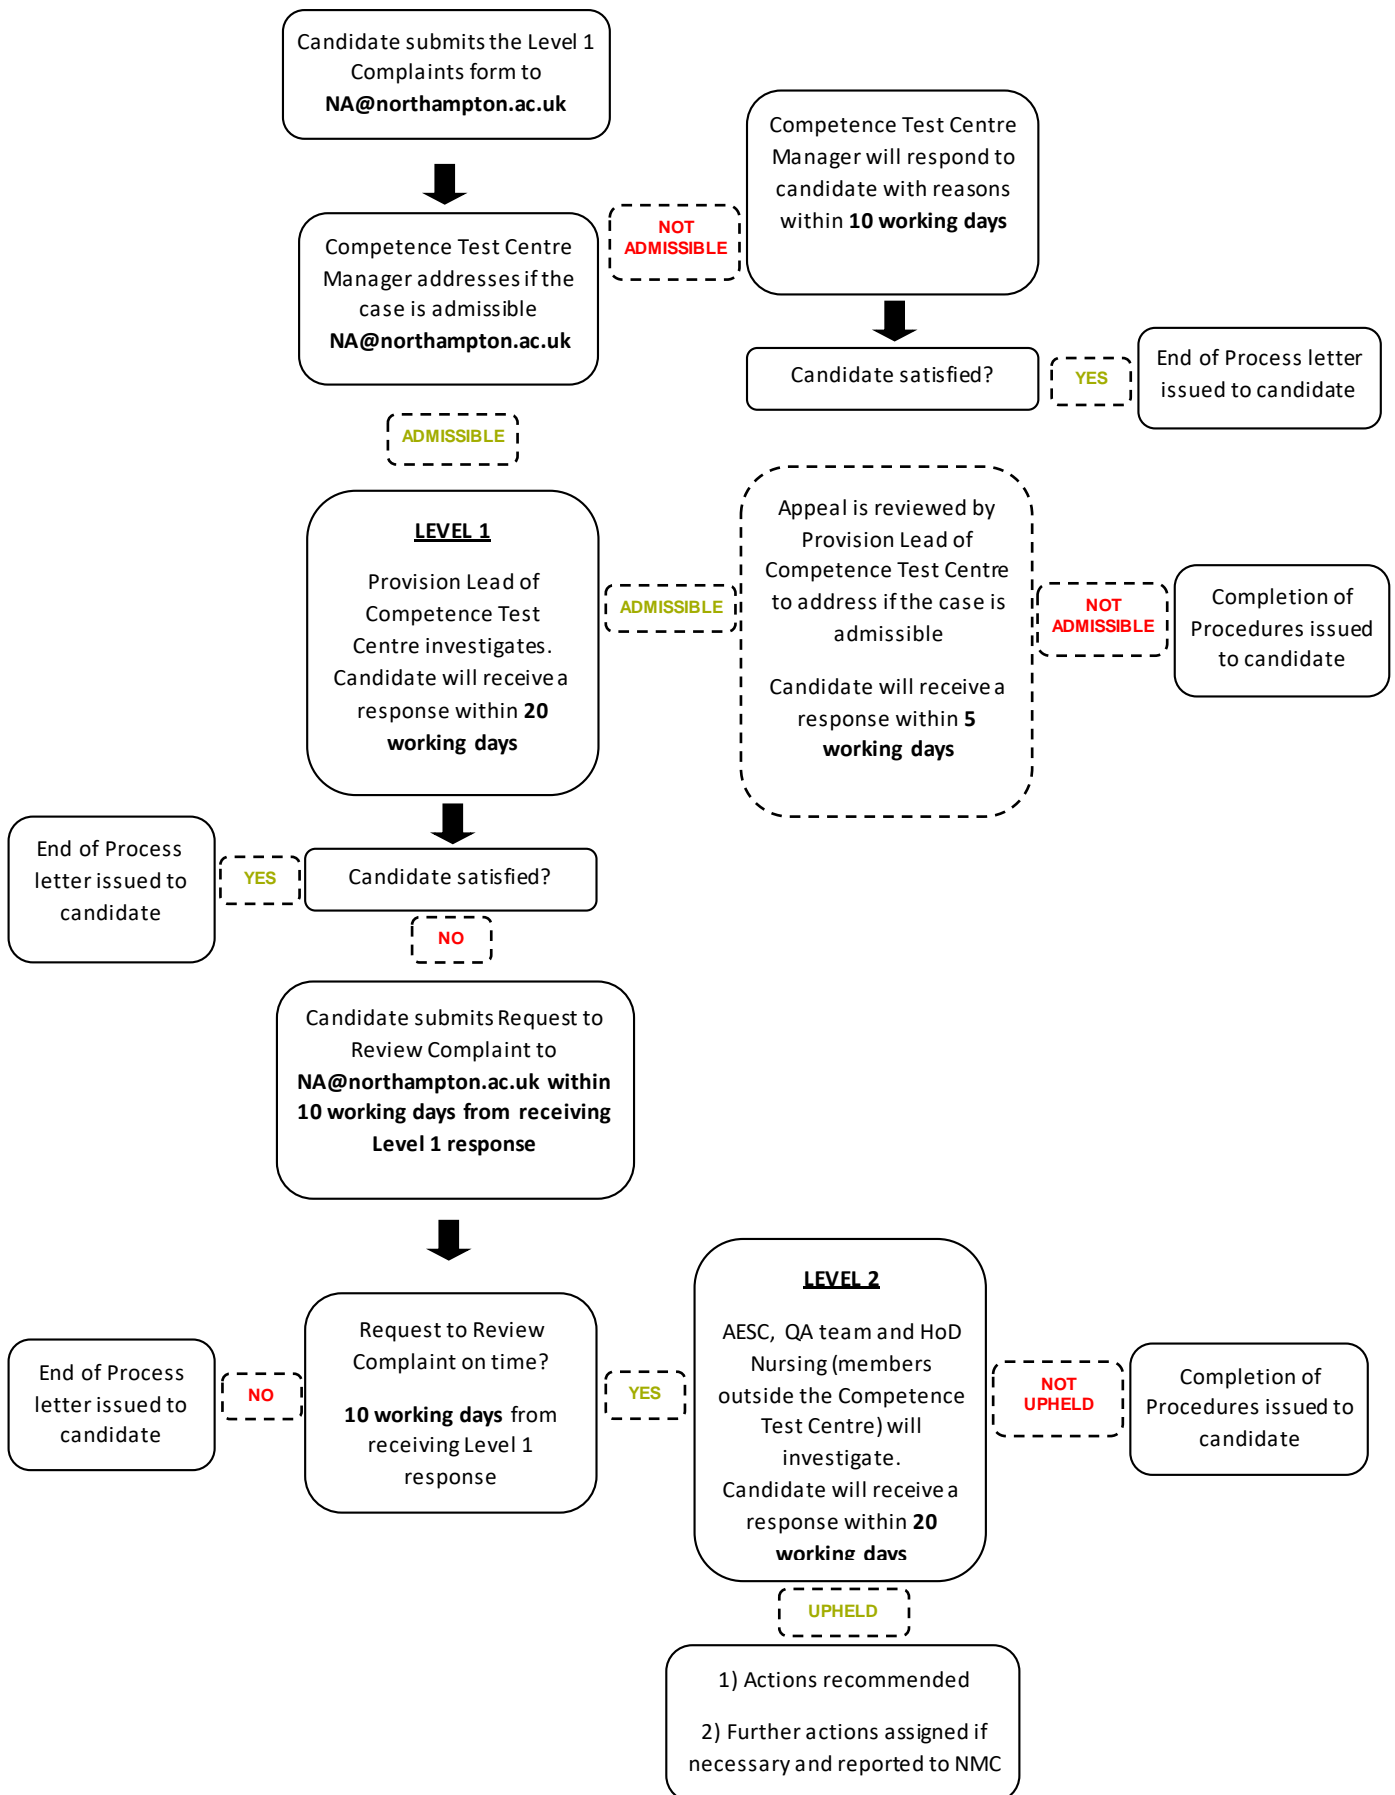 Candidate submits the Level 1
Complaints form to
NA@northampton.ac.uk
Competence Test Centre
Manager will respond to
candidate with reasons
within 10 working days
NOT
ADMISSIBLE
Competence Test Centre
Manager addresses if the
case is admissible
NA@northampton.ac.uk
Candidate satisfied?
YES
End of Process letter
issued to candidate
ADMISSIBLE
LEVEL 1
Provision Lead of
Competence Test
Centre investigates.
Candidate will receive a
response within 20
working days
ADMISSIBLE
Appeal is reviewed by
Provision Lead of
Competence Test Centre
to address if the case is
admissible
Candidate will receive a
response within 5
working days
NOT
ADMISSIBLE
Completion of
Procedures issued
to candidate
End of Process
letter issued to
candidate
YES
Candidate satisfied?
NO
Candidate submits Request to
Review Complaint to
NA@northampton.ac.uk within
10 working days from receiving
Level 1 response
End of Process
letter issued to
candidate
NO
Request to Review
Complaint on time?
10 working days from
receiving Level 1
response
YES
LEVEL 2
AESC, QA team and HoD
Nursing (members
outside the Competence
Test Centre) will
investigate.
Candidate will receive a
response within 20
working days
NOT
UPHELD
Completion of
Procedures issued to
candidate
UPHELD
1) Actions recommended
2) Further actions assigned if
necessary and reported to NMC